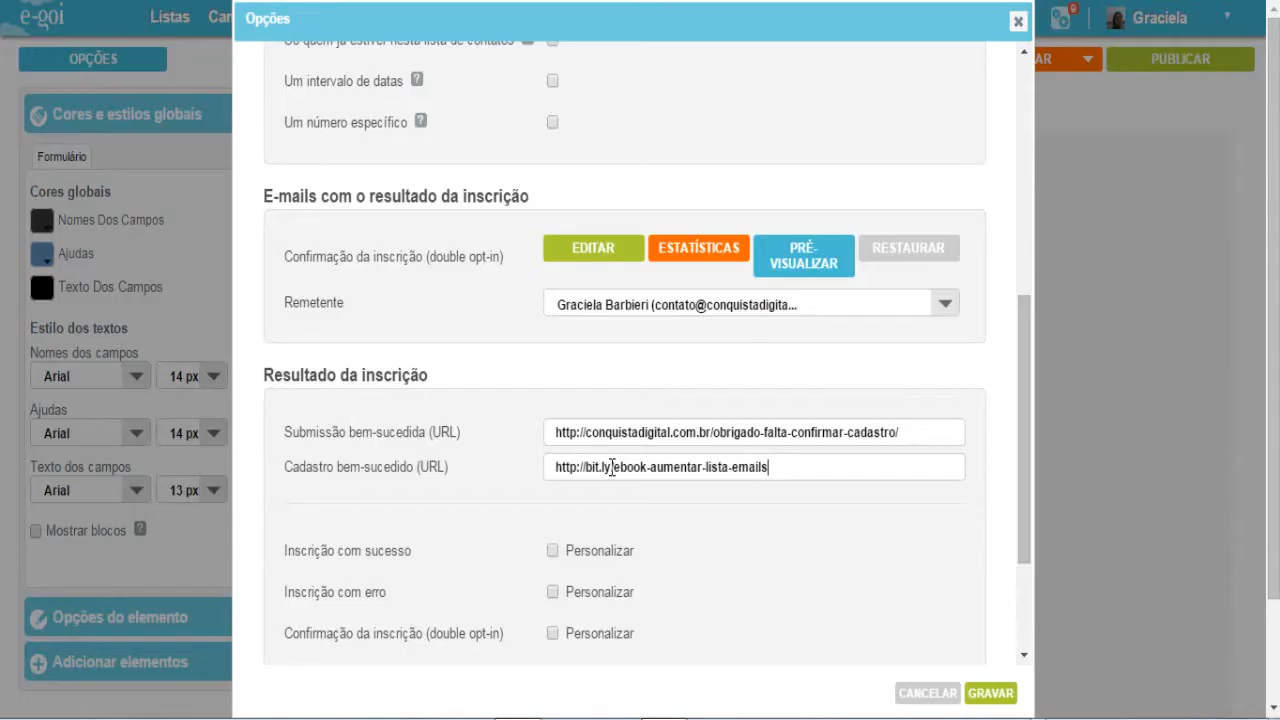 e-goi
Listas
Graciela
9
OPÇÕES
PUBLICAR
Cores e estilos globais
Formulário
Cores globais
Nomes Dos Campos
Ajudas
Texto Dos Campos
Estilo dos textos
Nomes dos campos
Arial 14 px
Ajudas
Arial 14 px
Texto dos campos
Arial 13 px
Mostrar blocos ?
Opções do elemento
Adicionar elementos
Opções
Um intervalo de datas ?
Um número específico ?
E-mails com o resultado da inscrição
Confirmação da inscrição (double opt-in)
EDITAR
ESTATÍSTICAS
PRÉ-
VISUALIZAR
RESTAURAR
Remetente
Graciela Barbieri (contato@conquistadigita...
Resultado da inscrição
Submissão bem-sucedida (URL)
http://conquistadigital.com.br/obrigado-falta-confirmar-cadastro/
Cadastro bem-sucedido (URL)
http://bit.ly/ebook-aumentar-lista-emails
Inscrição com sucesso
Personalizar
Inscrição com erro
Personalizar
Confirmação da inscrição (double opt-in)
Personalizar
CANCELAR
GRAVAR